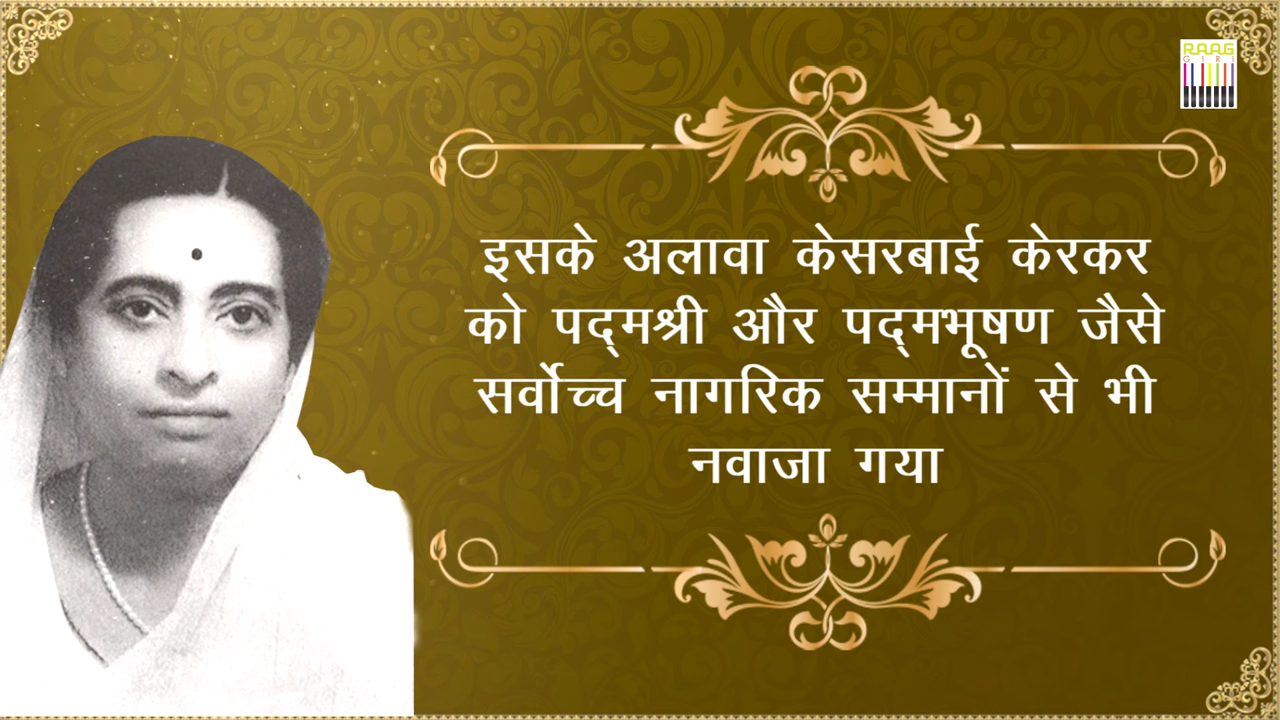 RAAG
GIRI
इसके अलावा केसरबाई केरकर
को पद्मश्री और पद्मभूषण जैसे
सर्वोच्च नागरिक सम्मानों से भी
नवाजा गया